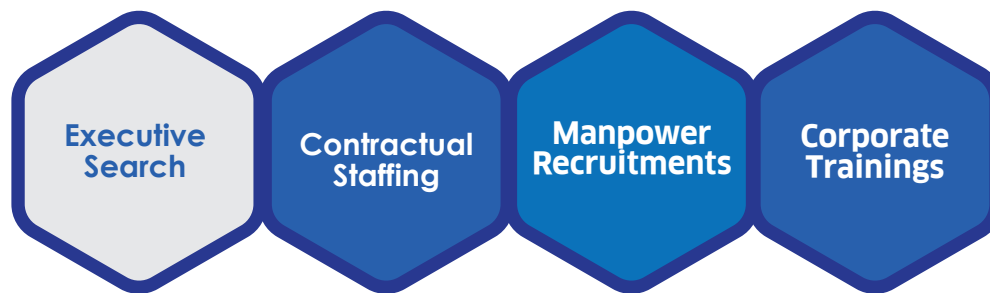 Executive
Search
Contractual
Staffing
Manpower
Recruitments
Corporate
Trainings